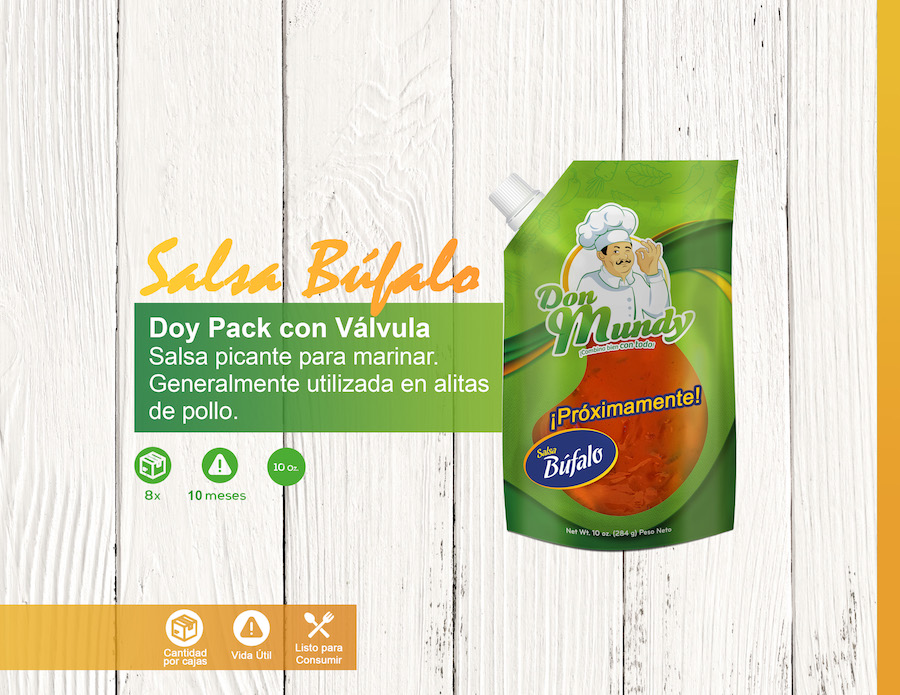 Salsa Búfalo
Doy Pack con Válvula
Salsa picante para marinar.
Generalmente utilizada en alitas
de pollo.
8x
10 meses
10 Oz.
Don
Mundy
¡Combina bien con todo!
¡Próximamente!
Salsa
Búfalo
Net Wt. 10 oz. (284 g) Peso Neto
Cantidad
por cajas
Vida Útil
Listo para
Consumir